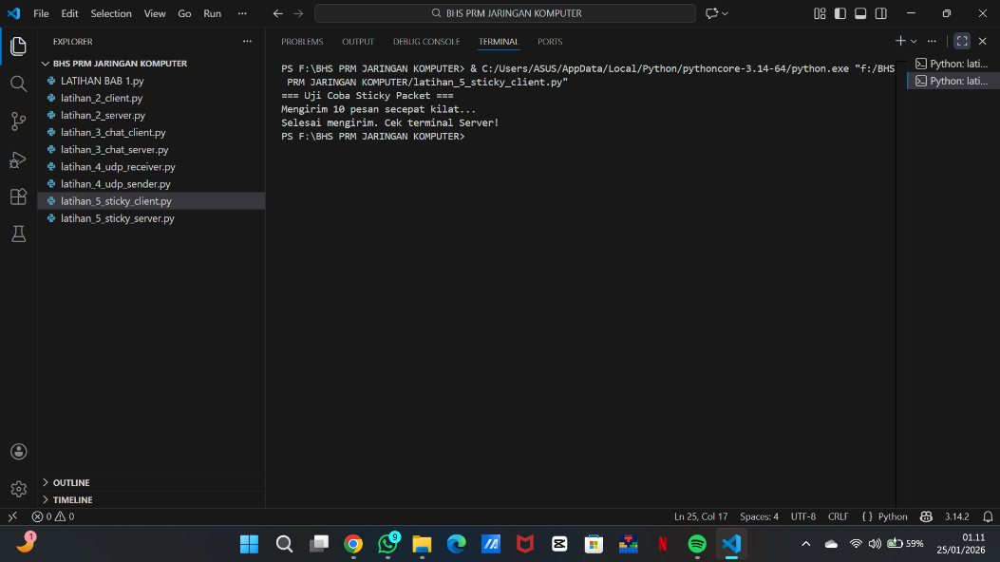 File Edit Selection View Go Run ... BHS PRM JARINGAN KOMPUTER
EXPLORER
BHS PRM JARINGAN KOMPUTER
LATIHAN BAB 1.py
latihan_2_client.py
latihan_2_server.py
latihan_3_chat_client.py
latihan_3_chat_server.py
latihan_4_udp_receiver.py
latihan_4_udp_sender.py
latihan_5_sticky_client.py
latihan_5_sticky_server.py
OUTLINE
TIMELINE
PROBLEMS OUTPUT DEBUG CONSOLE TERMINAL PORTS
PS F:\BHS PRM JARINGAN KOMPUTER> & C:/Users/ASUS/AppData/Local/Python/pythoncore-3.14-64/python.exe "f:/BHS
PRM JARINGAN KOMPUTER/latihan_5_sticky_client.py"
=== Uji Coba Sticky Packet ===
Mengirim 10 pesan secepat kilat...
Selesai mengirim. Cek terminal Server!
PS F:\BHS PRM JARINGAN KOMPUTER>
Python: lati...
Python: lati...
0 0 Ln 25, Col 17 Spaces: 4 UTF-8 CRLF { } Python 3.14.2
1 9 59% 01.11
25/01/2026